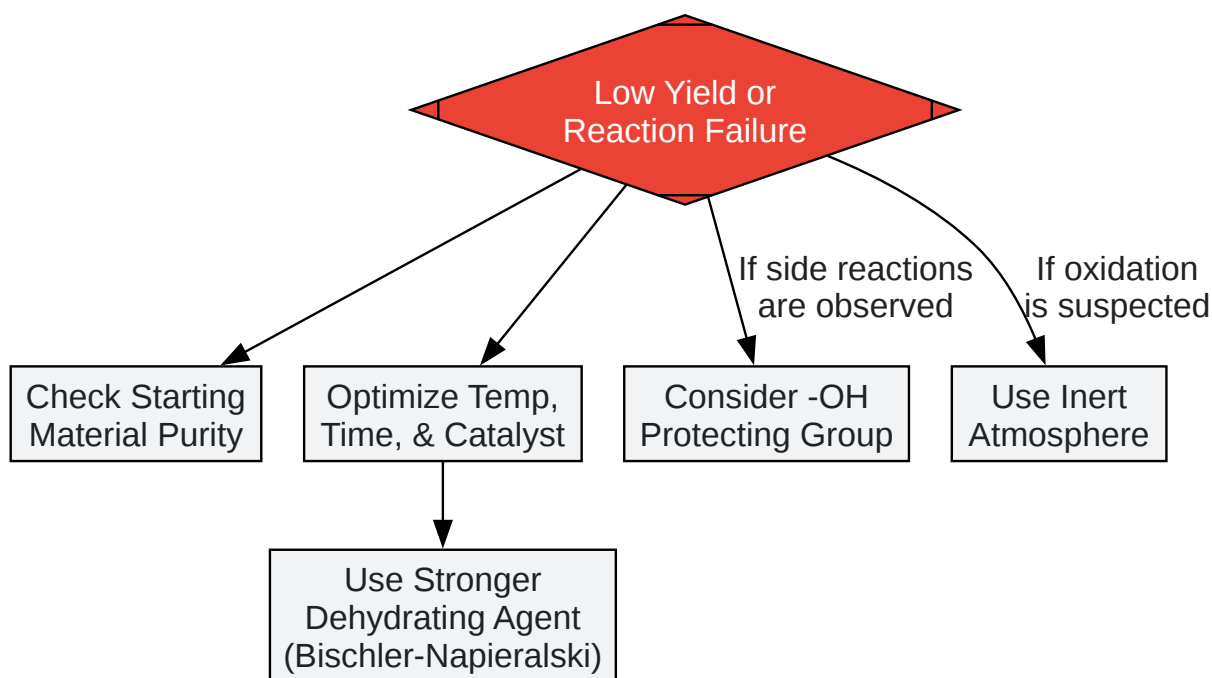 Low Yield or
Reaction Failure
If side reactions
are observed
If oxidation
is suspected
Check Starting
Material Purity
Optimize Temp,
Time, & Catalyst
Consider -OH
Protecting Group
Use Inert
Atmosphere
Use Stronger
Dehydrating Agent
(Bischler-Napieralski)